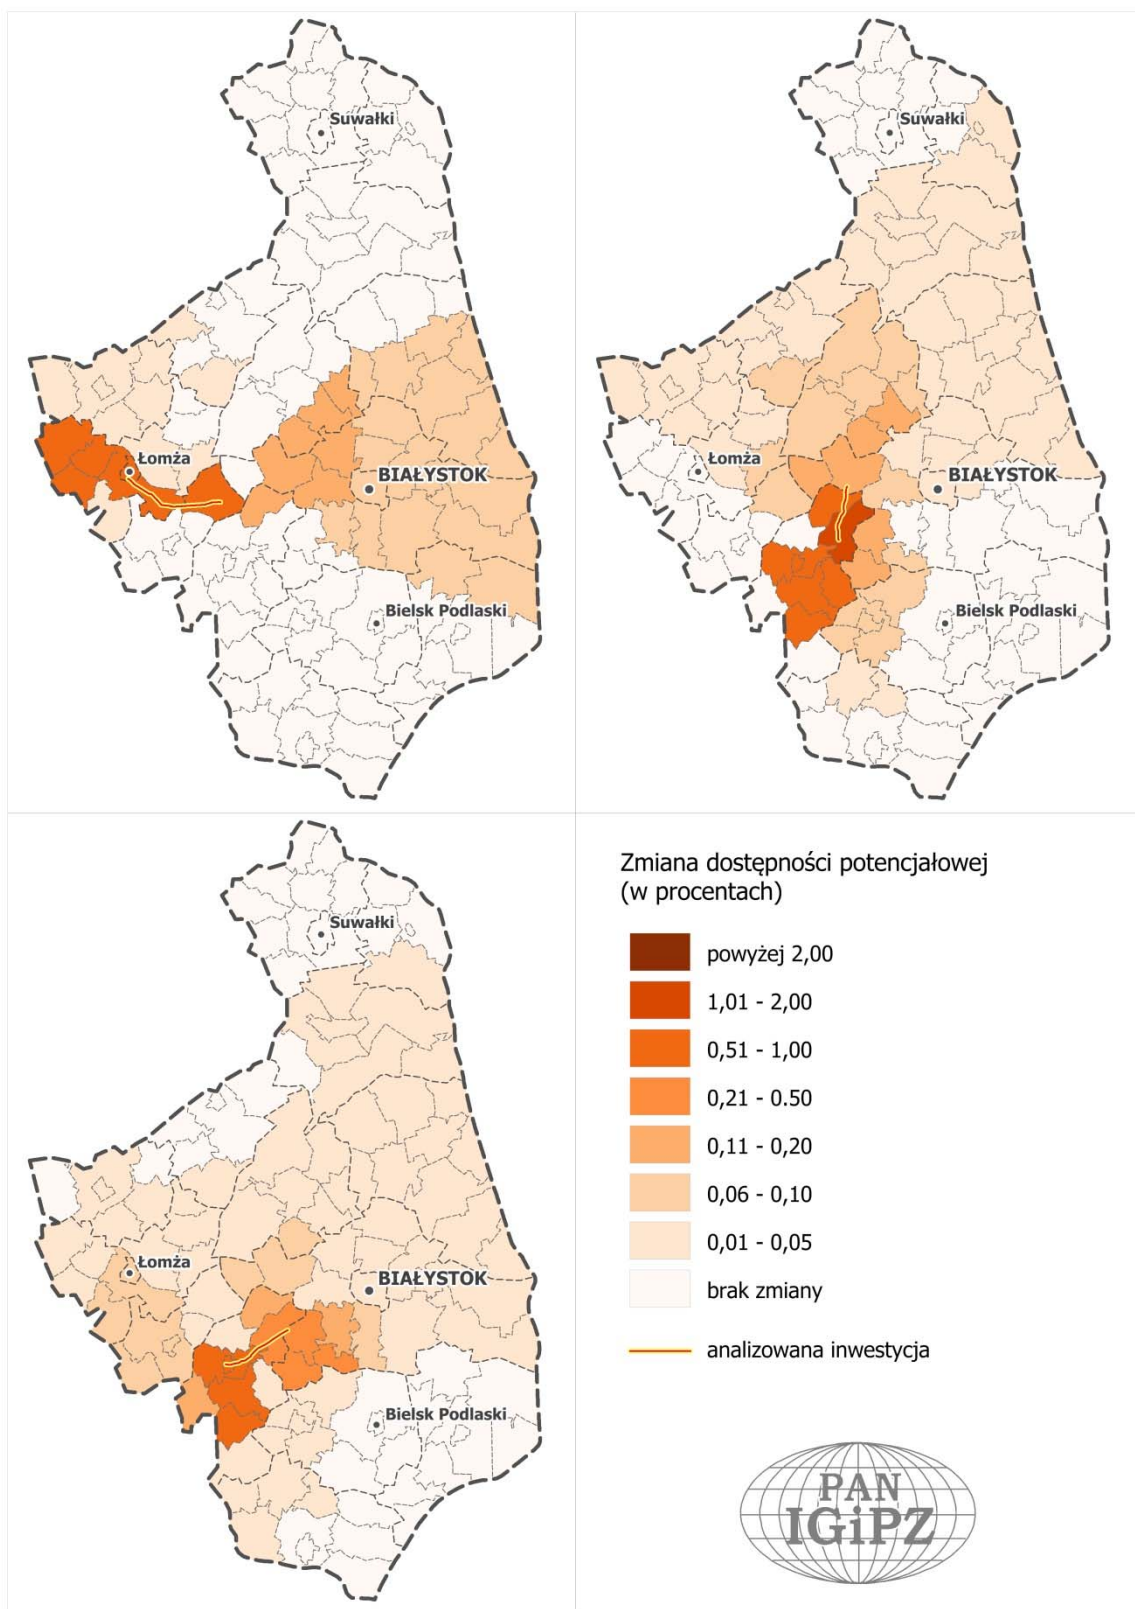 Suwałki
Łomża
BIAŁYSTOK
Bielsk Podlaski
Suwałki
Łomża
BIAŁYSTOK
Bielsk Podlaski
Suwałki
Łomża
BIAŁYSTOK
Bielsk Podlaski
Zmiana dostępności potencjałowej
(w procentach)
powyżej 2,00
1,01 - 2,00
0,51 - 1,00
0,21 - 0.50
0,11 - 0,20
0,06 - 0,10
0,01 - 0,05
brak zmiany
analizowana inwestycja
PAN
IGiPZ